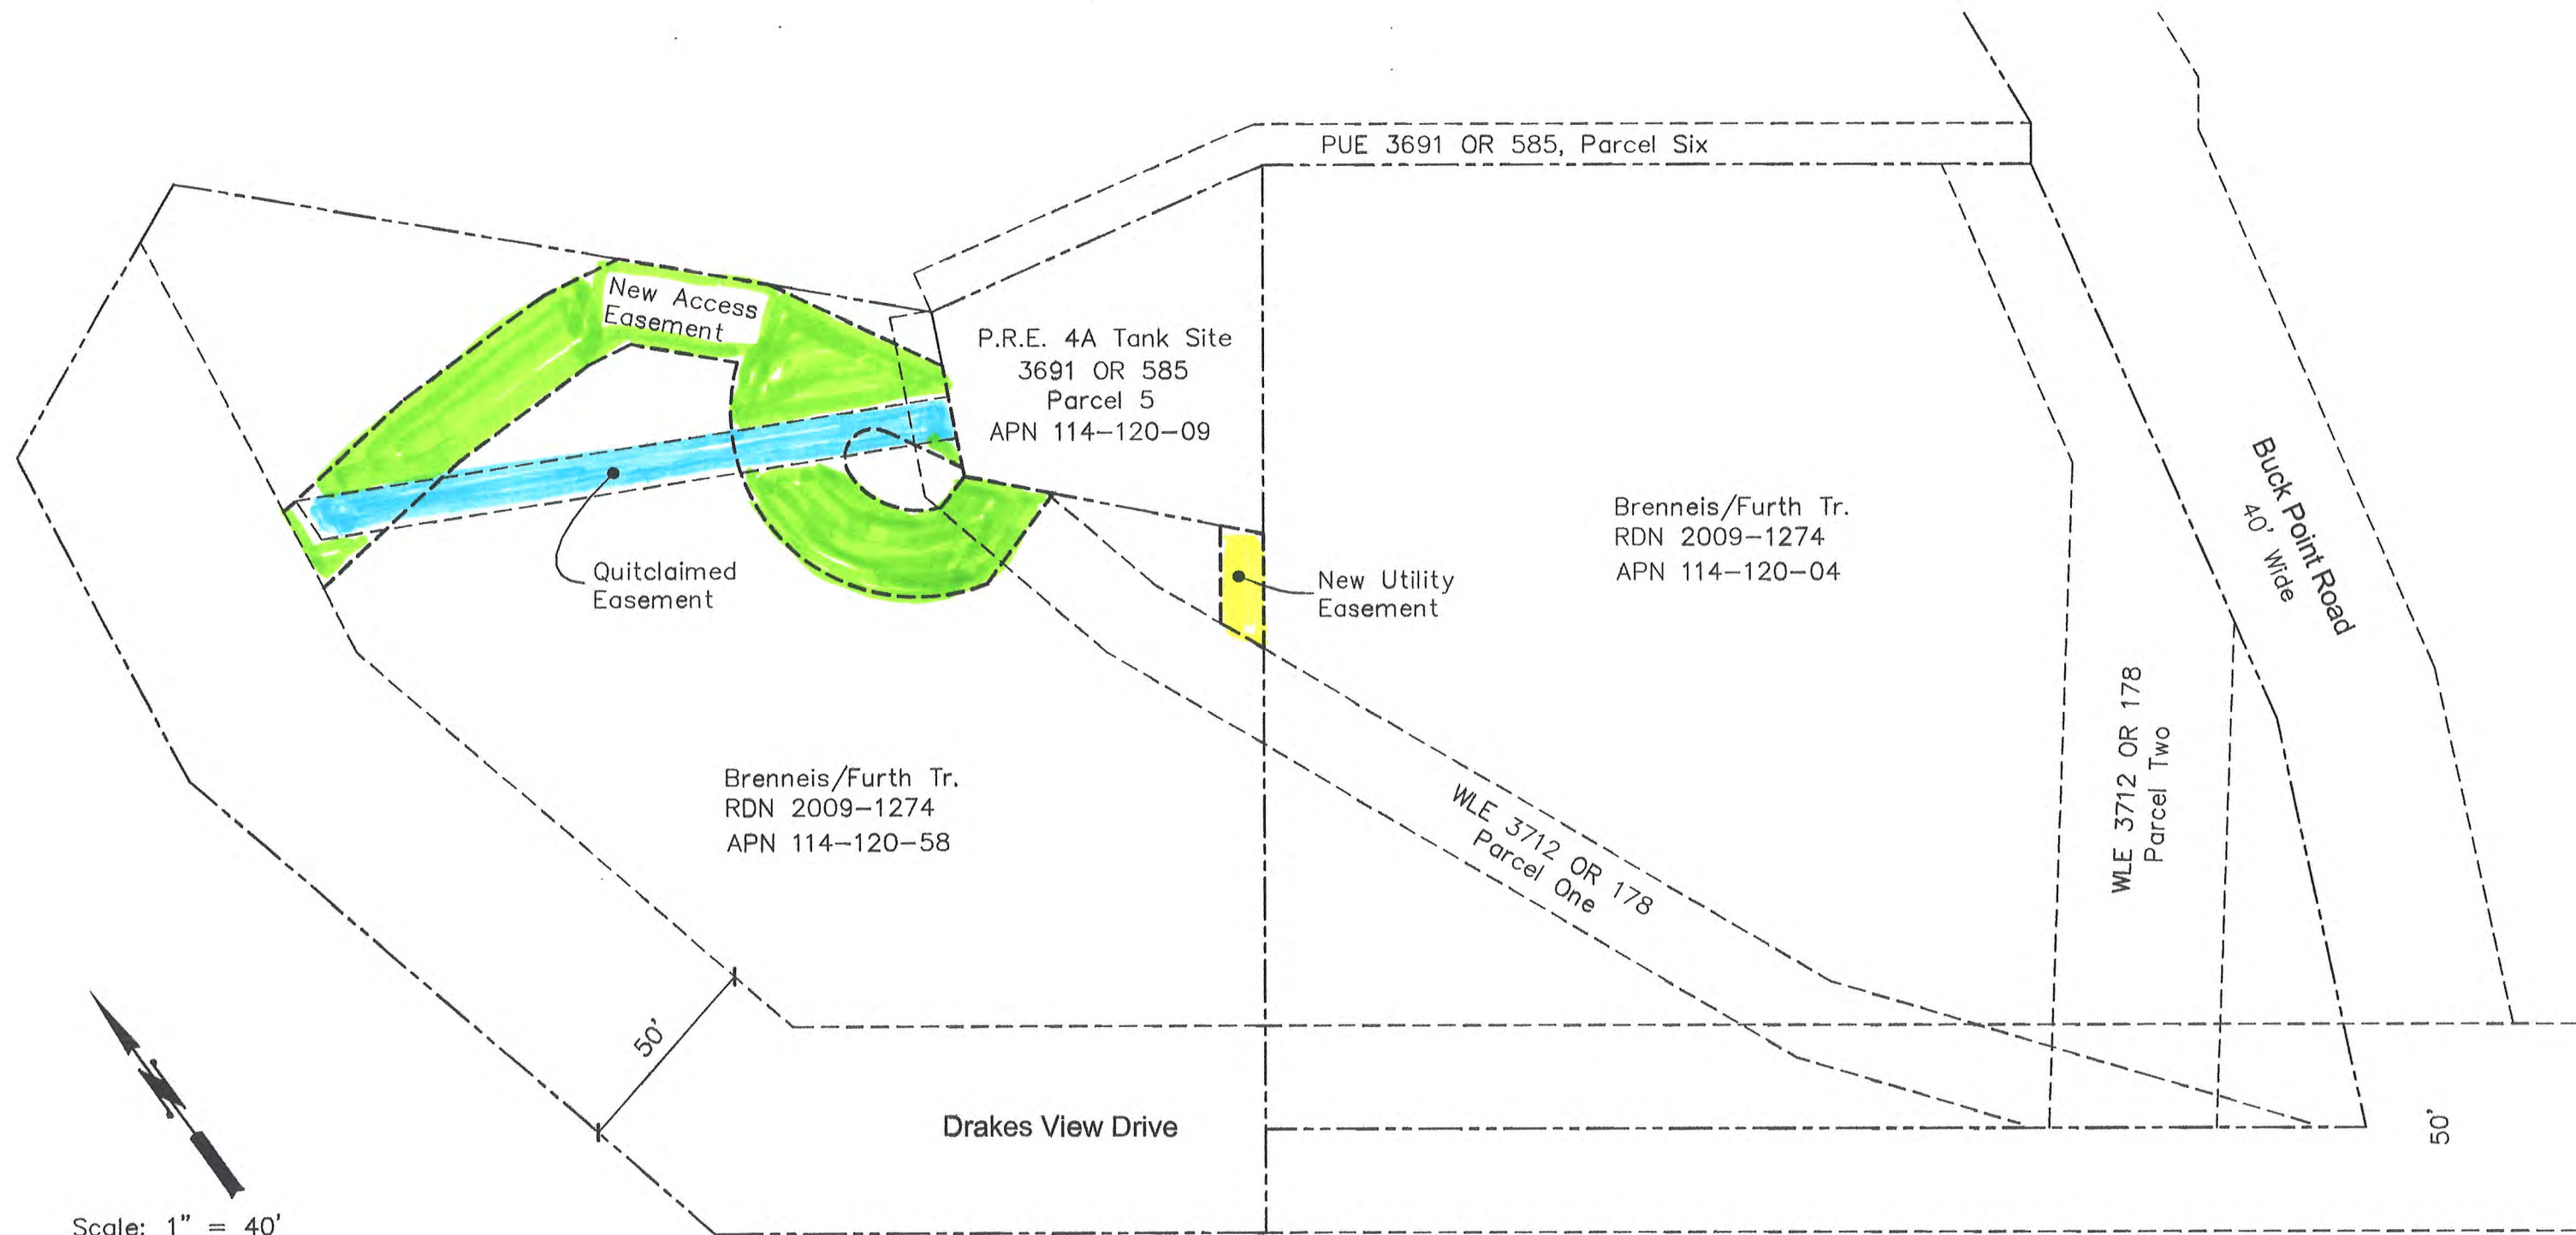 PUE 3691 OR 585, Parcel Six
New Access
Easement
P.R.E. 4A Tank Site
3691 OR 585
Parcel 5
APN 114-120-09
Buck Point Road
40' Wide
Brenneis/Furth Tr.
RDN 2009-1274
APN 114-120-04
Quitclaimed
Easement
New Utility
Easement
WLE 3712 OR 178
Parcel Two
Brenneis/Furth Tr.
RDN 2009-1274
APN 114-120-58
WLE 3712 OR 178
Parcel One
50'
Drakes View Drive
50'
Scale: 1" = 40'